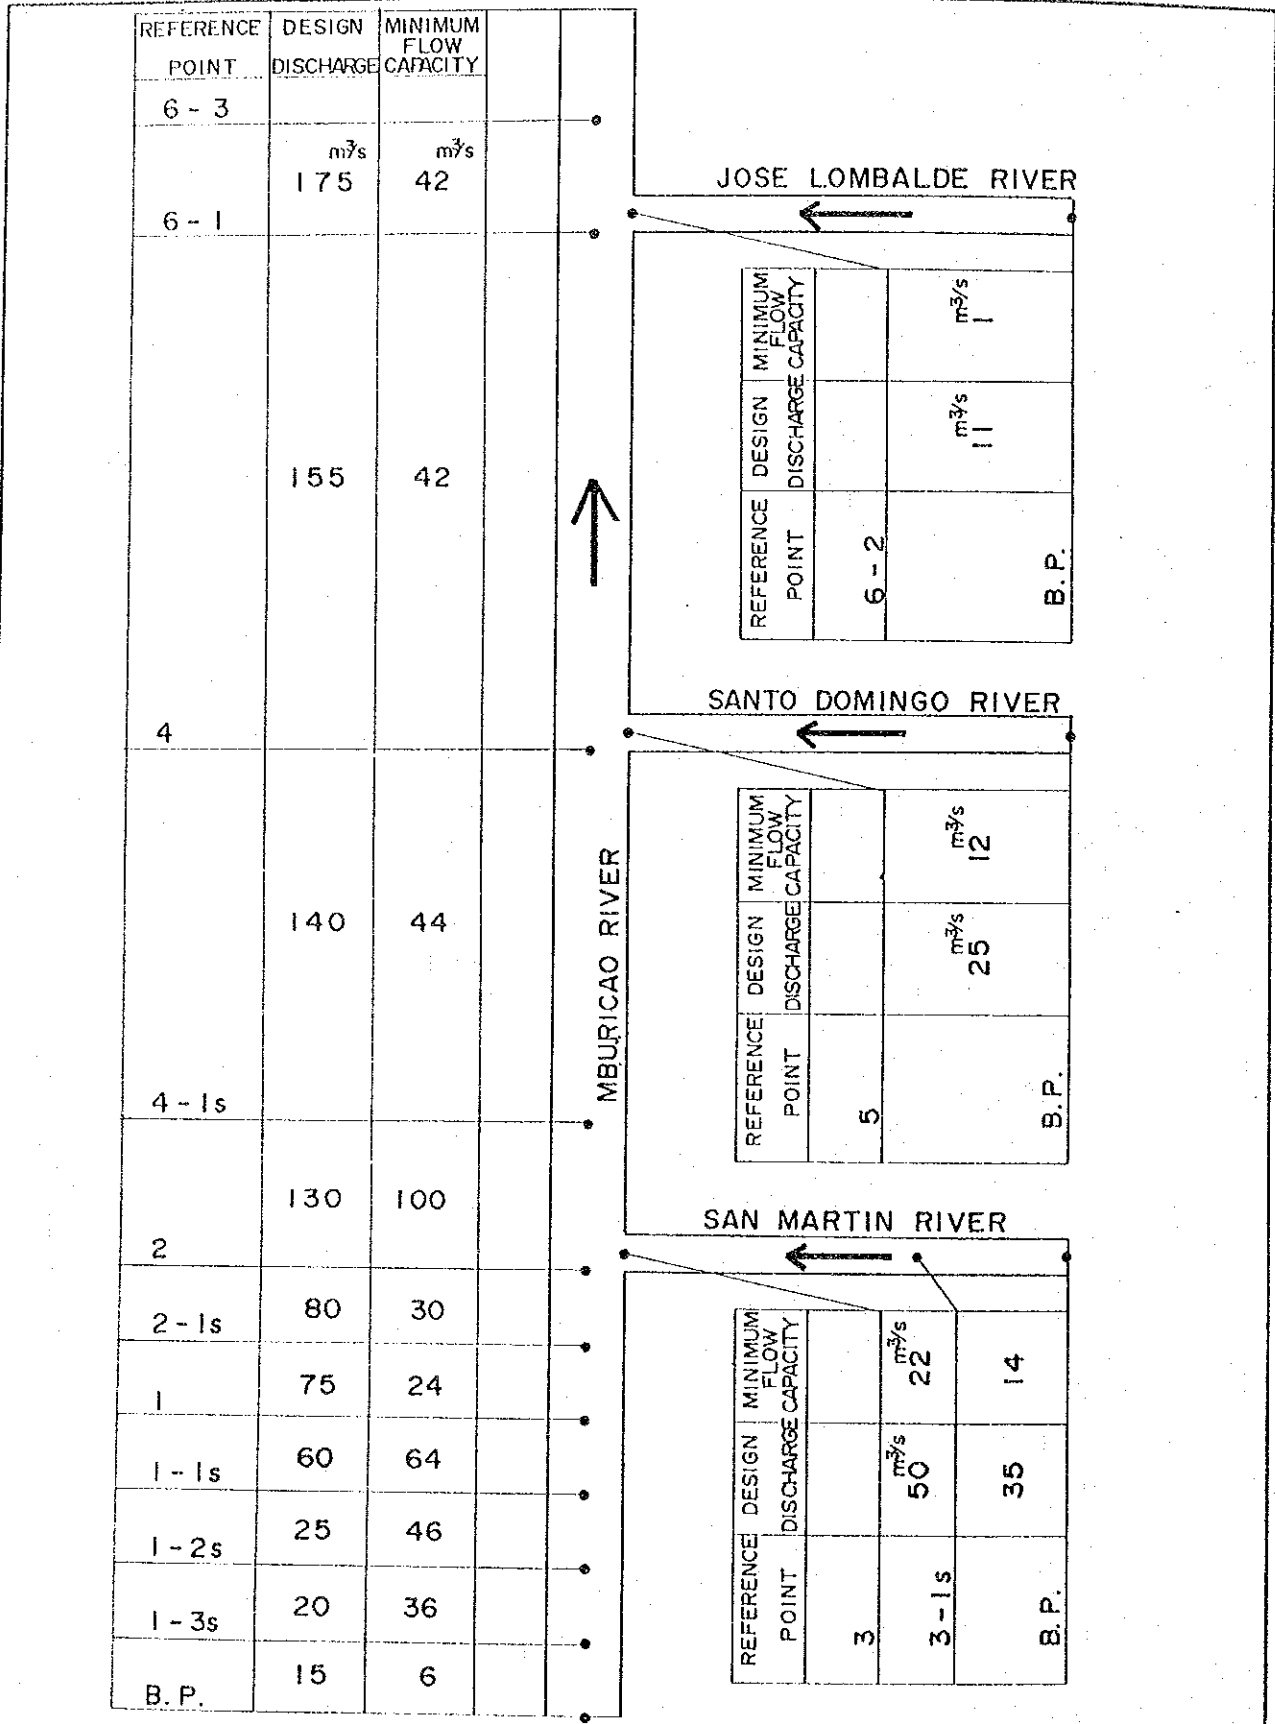 REFERENCE DESIGN MINIMUM
FLOW
POINT DISCHARGE CAPACITY
6 - 3
m³/s m³/s
175 42
6 - 1
155 42
4
140 44
4 - 1s
130 100
2
80 30
2 - 1s
75 24
1
60 64
1 - 1s
25 46
1 - 2s
20 36
1 - 3s
15 6
B. P.
MBURICAO RIVER
JOSE LOMBALDE RIVER
REFERENCE DESIGN MINIMUM
FLOW
POINT DISCHARGE CAPACITY
6 - 2
m³/s m³/s
11 1
B. P.
SANTO DOMINGO RIVER
REFERENCE DESIGN MINIMUM
FLOW
POINT DISCHARGE CAPACITY
5
m³/s m³/s
25 12
B. P.
SAN MARTIN RIVER
REFERENCE DESIGN MINIMUM
FLOW
POINT DISCHARGE CAPACITY
3
m³/s m³/s
50 22
3 - 1s
35 14
B. P.